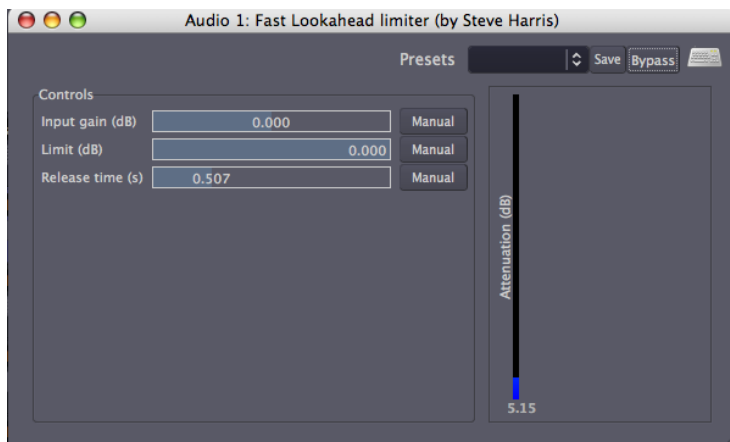 Audio 1: Fast Lookahead limiter (by Steve Harris)
Presets Save Bypass
Controls
Input gain (dB) 0.000 Manual
Limit (dB) 0.000 Manual
Release time (s) 0.507 Manual
Attenuation (dB)
5.15